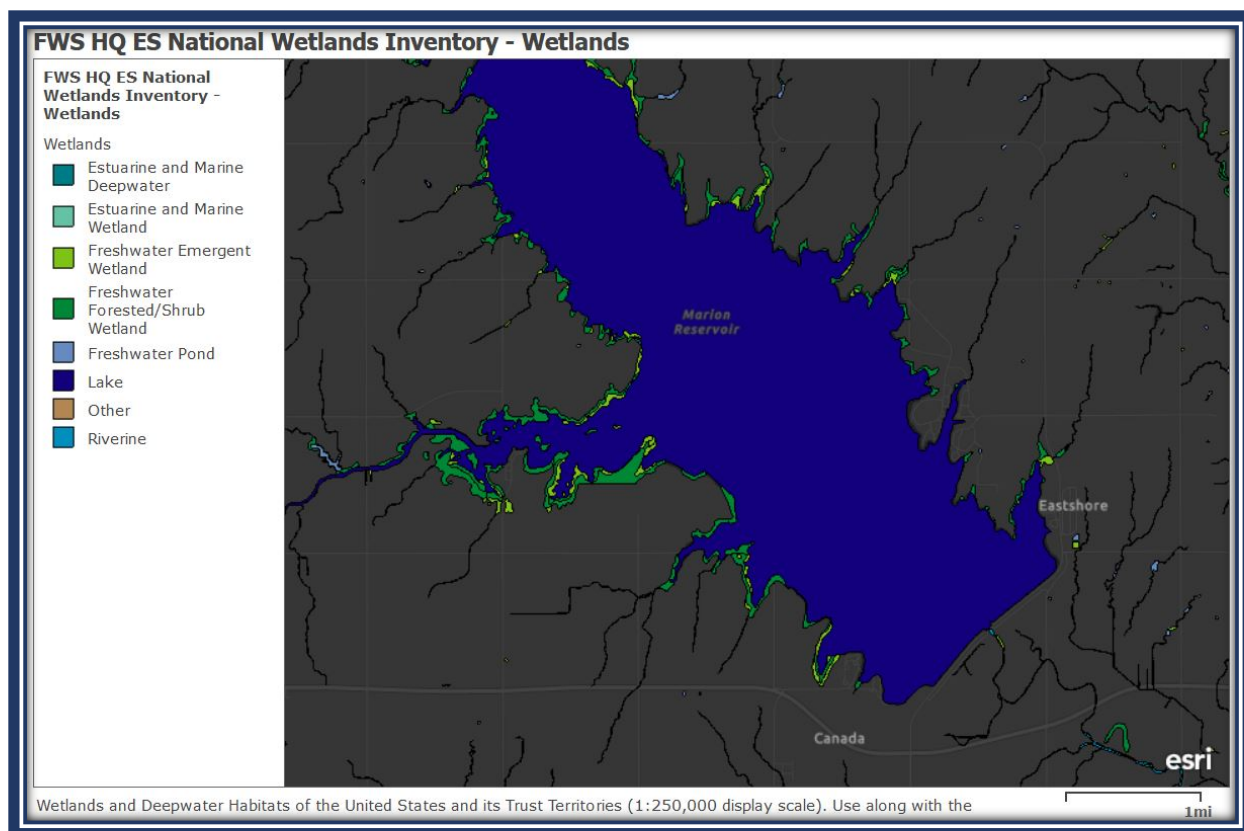 FWS HQ ES National Wetlands Inventory - Wetlands
FWS HQ ES National
Wetlands Inventory -
Wetlands
Wetlands
Estuarine and Marine
Deepwater
Estuarine and Marine
Wetland
Freshwater Emergent
Wetland
Freshwater
Forested/Shrub
Wetland
Freshwater Pond
Lake
Other
Riverine
Marion
Reservoir
Eastshore
Canada
esri
Wetlands and Deepwater Habitats of the United States and its Trust Territories (1:250,000 display scale). Use along with the
1mi